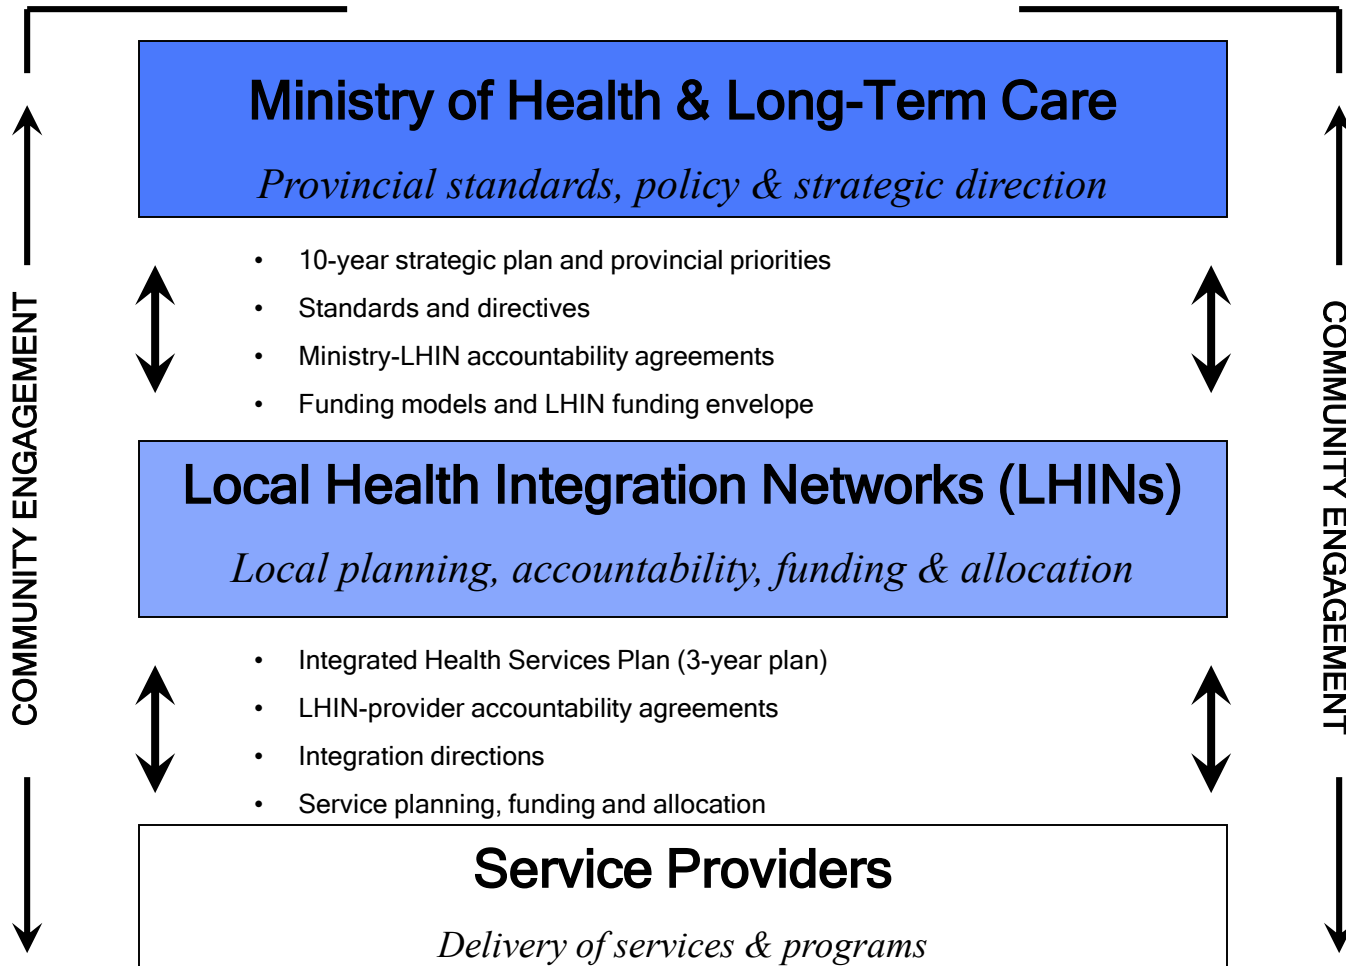 Ministry of Health & Long-Term Care
Provincial standards, policy & strategic direction
• 10-year strategic plan and provincial priorities
• Standards and directives
• Ministry-LHIN accountability agreements
• Funding models and LHIN funding envelope
COMMUNITY ENGAGEMENT
COMMUNITY ENGAGEMENT
Local Health Integration Networks (LHINs)
Local planning, accountability, funding & allocation
• Integrated Health Services Plan (3-year plan)
• LHIN-provider accountability agreements
• Integration directions
• Service planning, funding and allocation
Service Providers
Delivery of services & programs